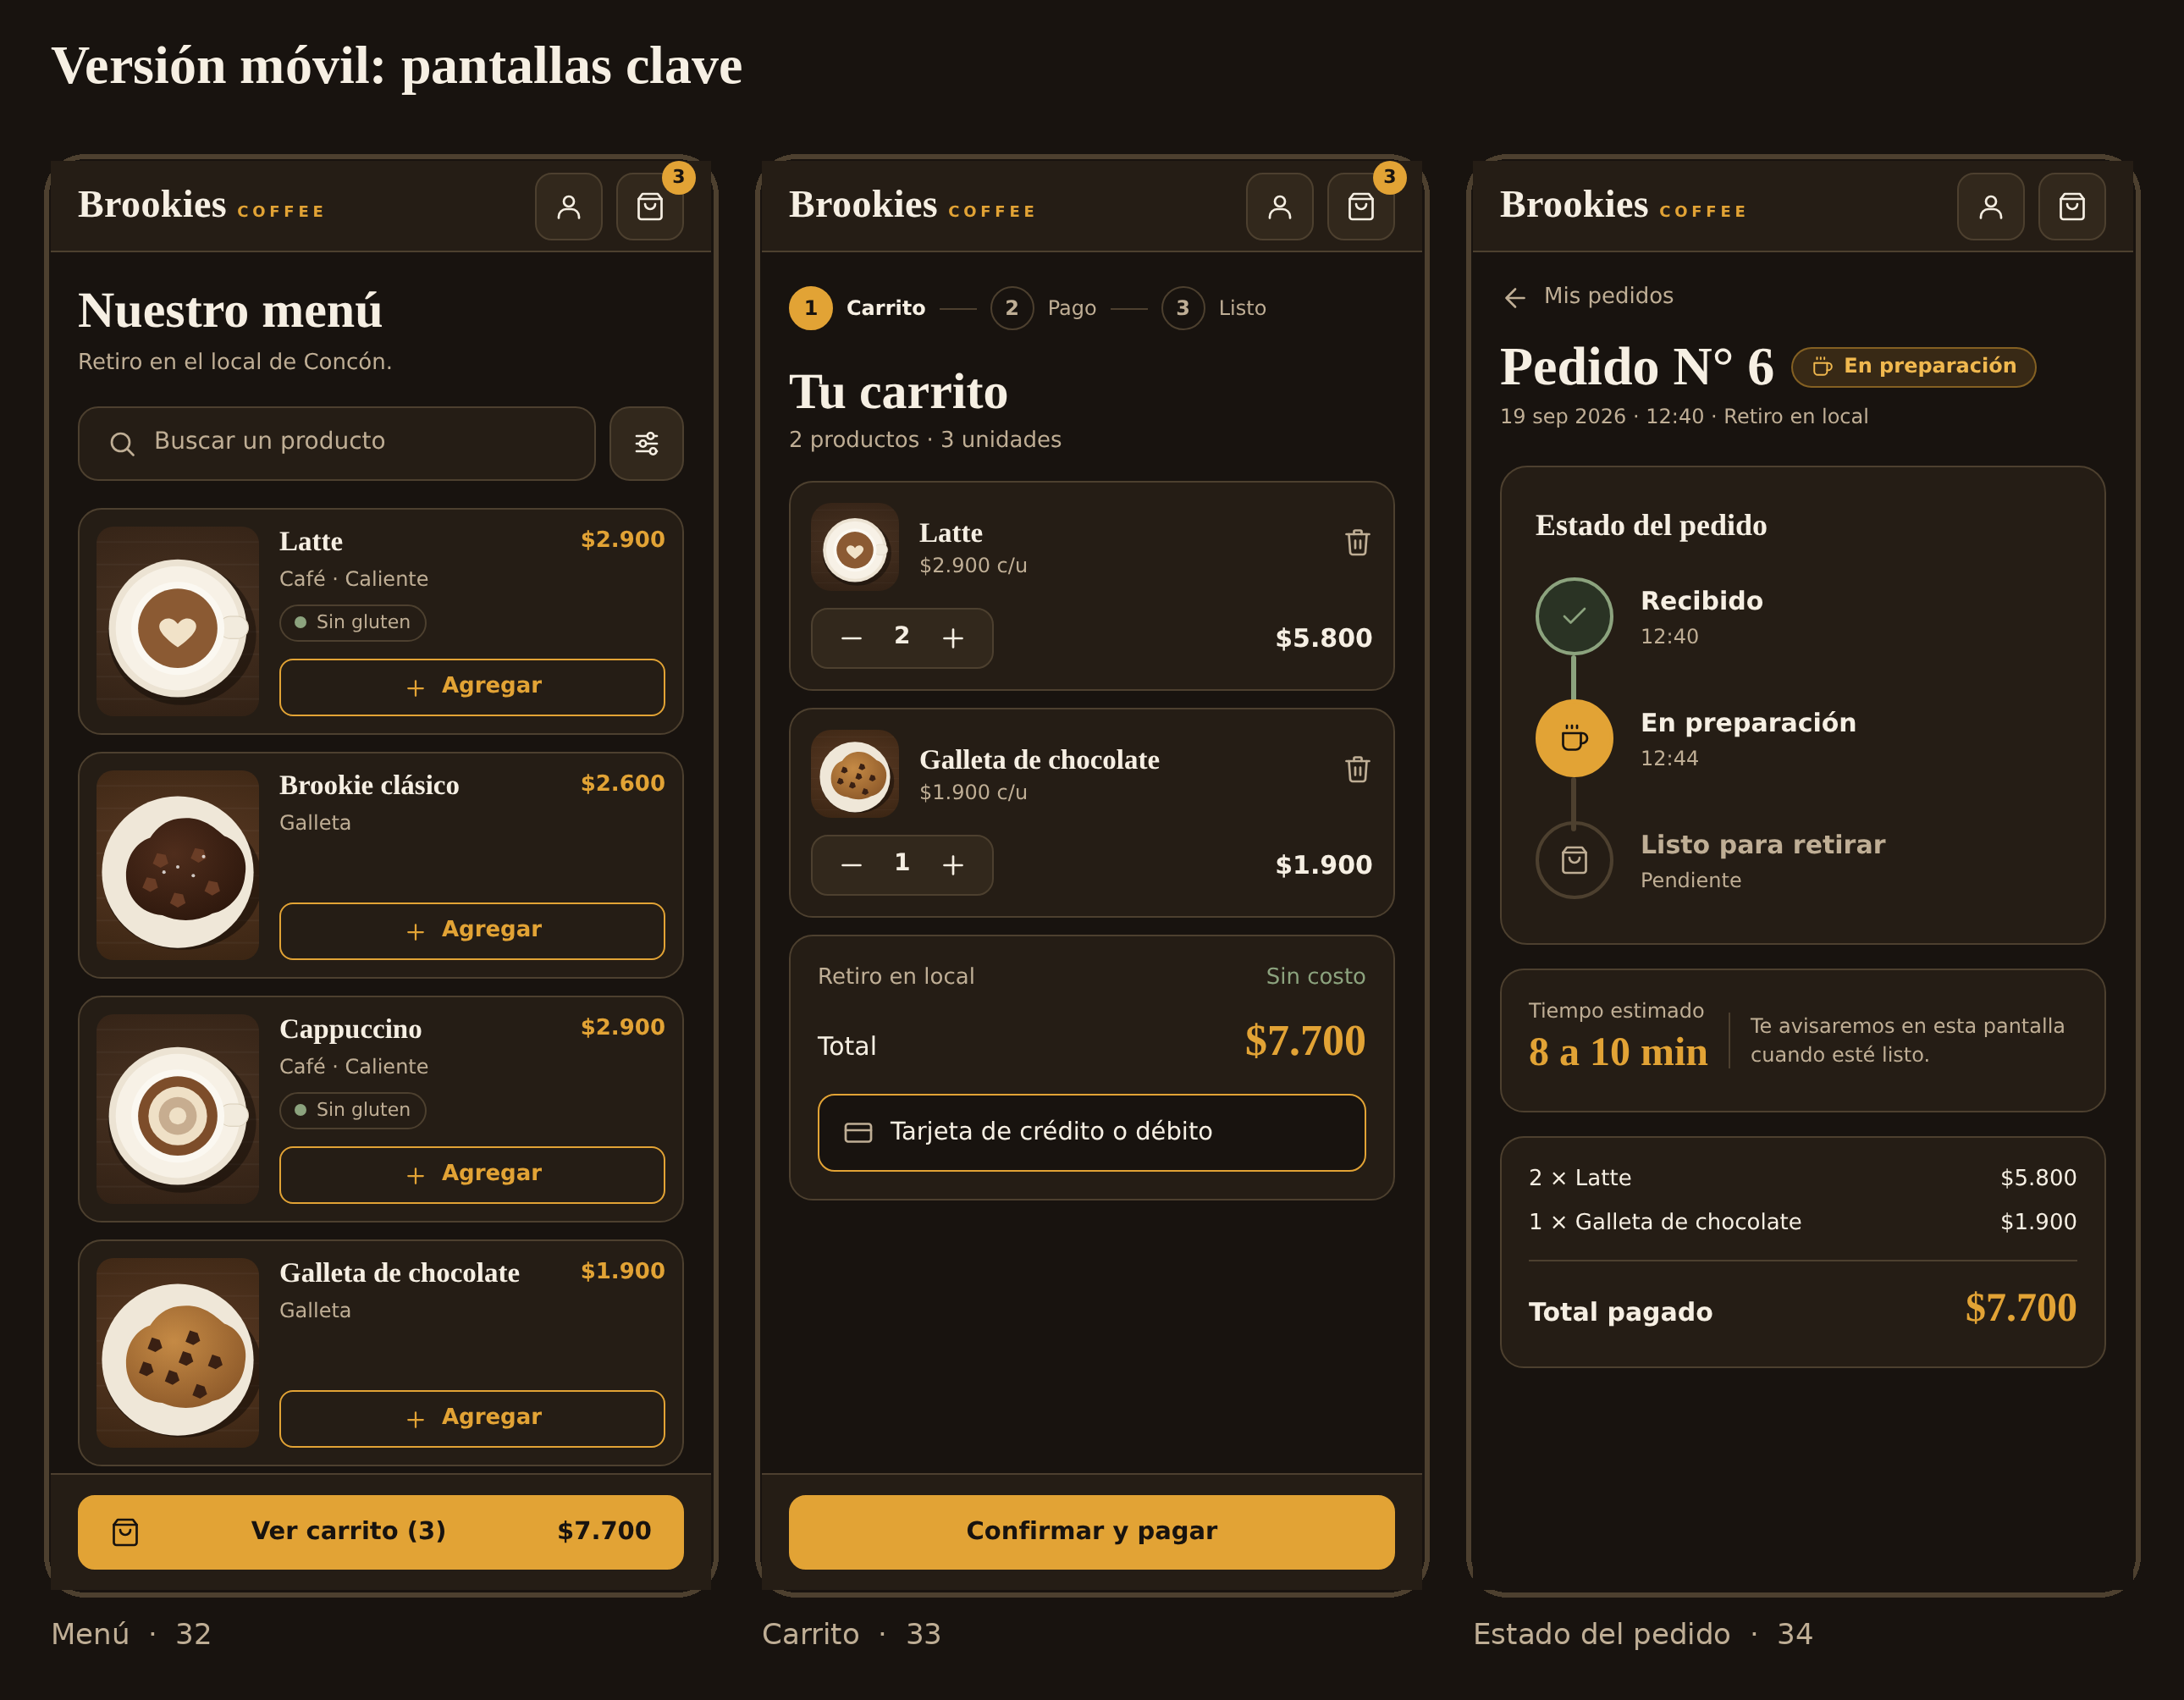 Versión móvil: pantallas clave
Brookies COFFEE
3
Nuestro menú
Retiro en el local de Concón.
Buscar un producto
Latte $2.900
Café · Caliente
Sin gluten
+ Agregar
Brookie clásico $2.600
Galleta
+ Agregar
Cappuccino $2.900
Café · Caliente
Sin gluten
+ Agregar
Galleta de chocolate $1.900
Galleta
+ Agregar
Ver carrito (3) $7.700
Menú · 32
Brookies COFFEE
3
1 Carrito — 2 Pago — 3 Listo
Tu carrito
2 productos · 3 unidades
Latte
$2.900 c/u
− 2 + $5.800
Galleta de chocolate
$1.900 c/u
− 1 + $1.900
Retiro en local Sin costo
Total $7.700
Tarjeta de crédito o débito
Confirmar y pagar
Carrito · 33
Brookies COFFEE
← Mis pedidos
Pedido N° 6 En preparación
19 sep 2026 · 12:40 · Retiro en local
Estado del pedido
Recibido
12:40
En preparación
12:44
Listo para retirar
Pendiente
Tiempo estimado
8 a 10 min
Te avisaremos en esta pantalla
cuando esté listo.
2 × Latte $5.800
1 × Galleta de chocolate $1.900
Total pagado $7.700
Estado del pedido · 34